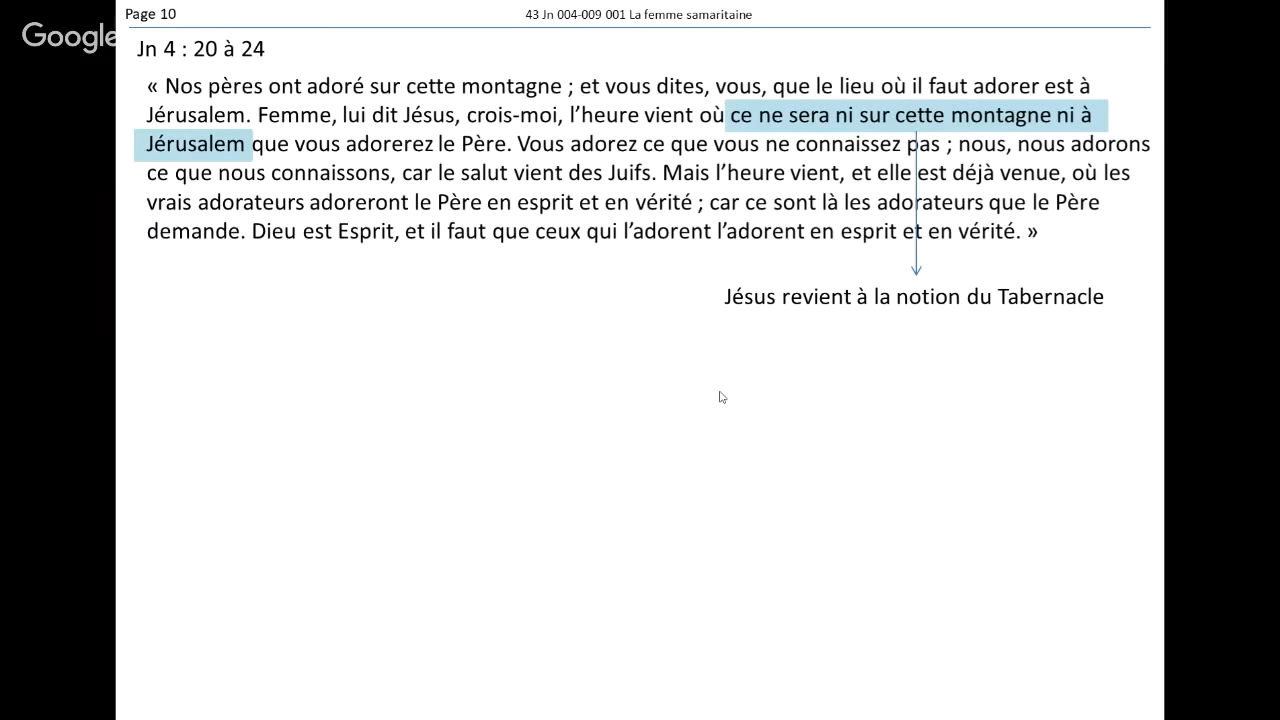 Page 10
43 Jn 004-009 001 La femme samaritaine
Google
Jn 4 : 20 à 24
« Nos pères ont adoré sur cette montagne ; et vous dites, vous, que le lieu où il faut adorer est à
Jérusalem. Femme, lui dit Jésus, crois-moi, l’heure vient où ce ne sera ni sur cette montagne ni à
Jérusalem que vous adorerez le Père. Vous adorez ce que vous ne connaissez pas ; nous, nous adorons
ce que nous connaissons, car le salut vient des Juifs. Mais l’heure vient, et elle est déjà venue, où les
vrais adorateurs adoreront le Père en esprit et en vérité ; car ce sont là les adorateurs que le Père
demande. Dieu est Esprit, et il faut que ceux qui l’adorent l’adorent en esprit et en vérité. »
Jésus revient à la notion du Tabernacle